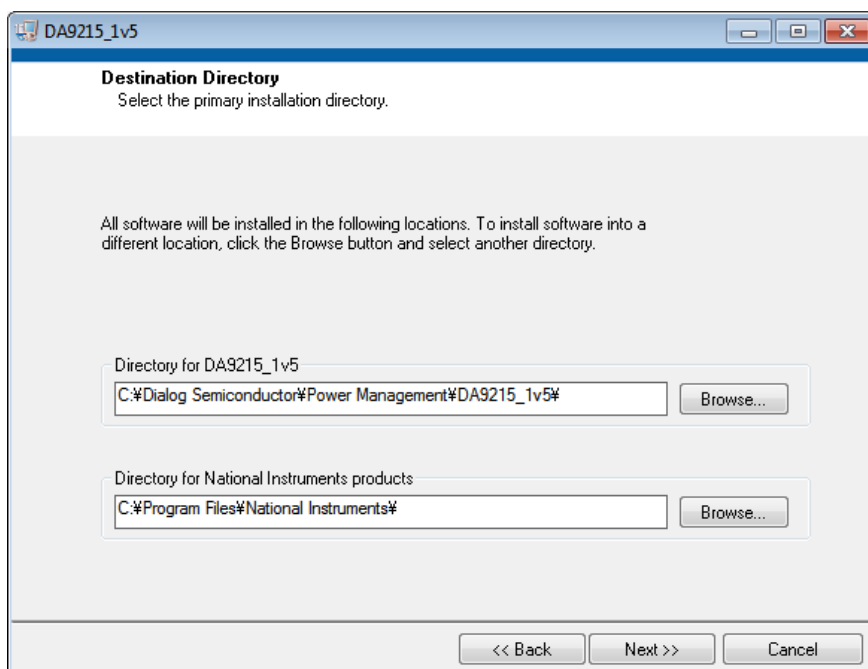 DA9215_1v5
Destination Directory
Select the primary installation directory.
All software will be installed in the following locations. To install software into a
different location, click the Browse button and select another directory.
Directory for DA9215_1v5
C:¥Dialog Semiconductor¥Power Management¥DA9215_1v5¥
Browse...
Directory for National Instruments products
C:¥Program Files¥National Instruments¥
Browse...
<< Back
Next >>
Cancel